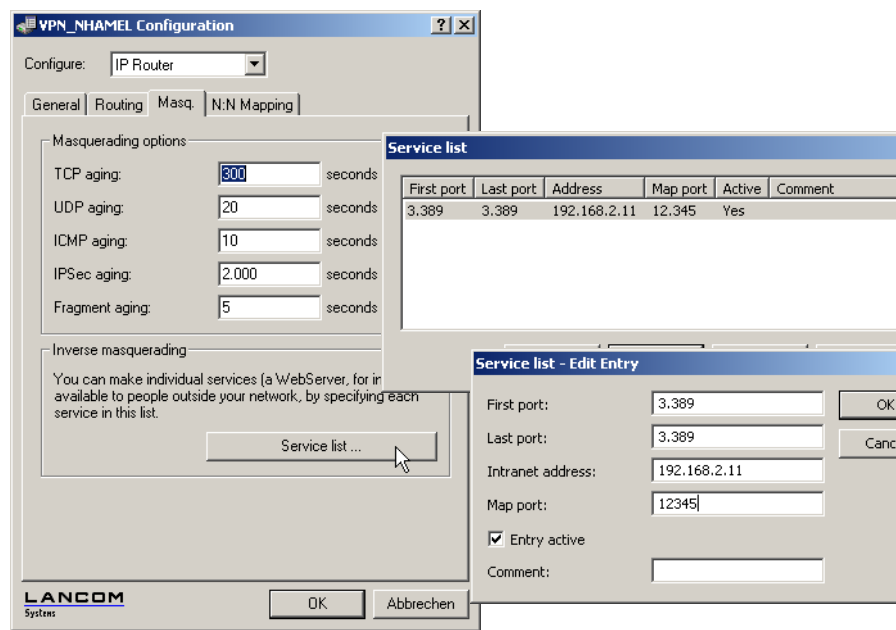 VPN_NHAMEL Configuration
Configure: IP Router
General Routing Masq. N:N Mapping
Masquerading options
TCP aging: 300 seconds
UDP aging: 20 seconds
ICMP aging: 10 seconds
IPSec aging: 2.000 seconds
Fragment aging: 5 seconds
Inverse masquerading
You can make individual services (a WebServer, for in
available to people outside your network, by specifying each
service in this list.
Service list ...
LANCOM
Systems
OK Abbrechen
Service list
First port Last port Address Map port Active Comment
3.389 3.389 192.168.2.11 12.345 Yes
Service list - Edit Entry
First port: 3.389
OK
Last port: 3.389
Canc
Intranet address: 192.168.2.11
Map port: 12345
Entry active
Comment: